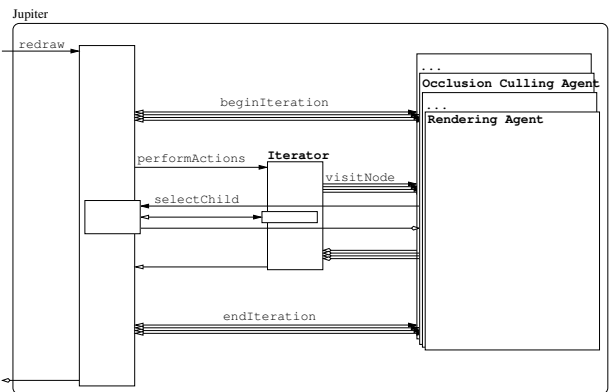 Jupiter
redraw
...
Occlusion Culling Agent
beginIteration
...
Rendering Agent
performActions
Iterator
visitNode
selectChild
endIteration